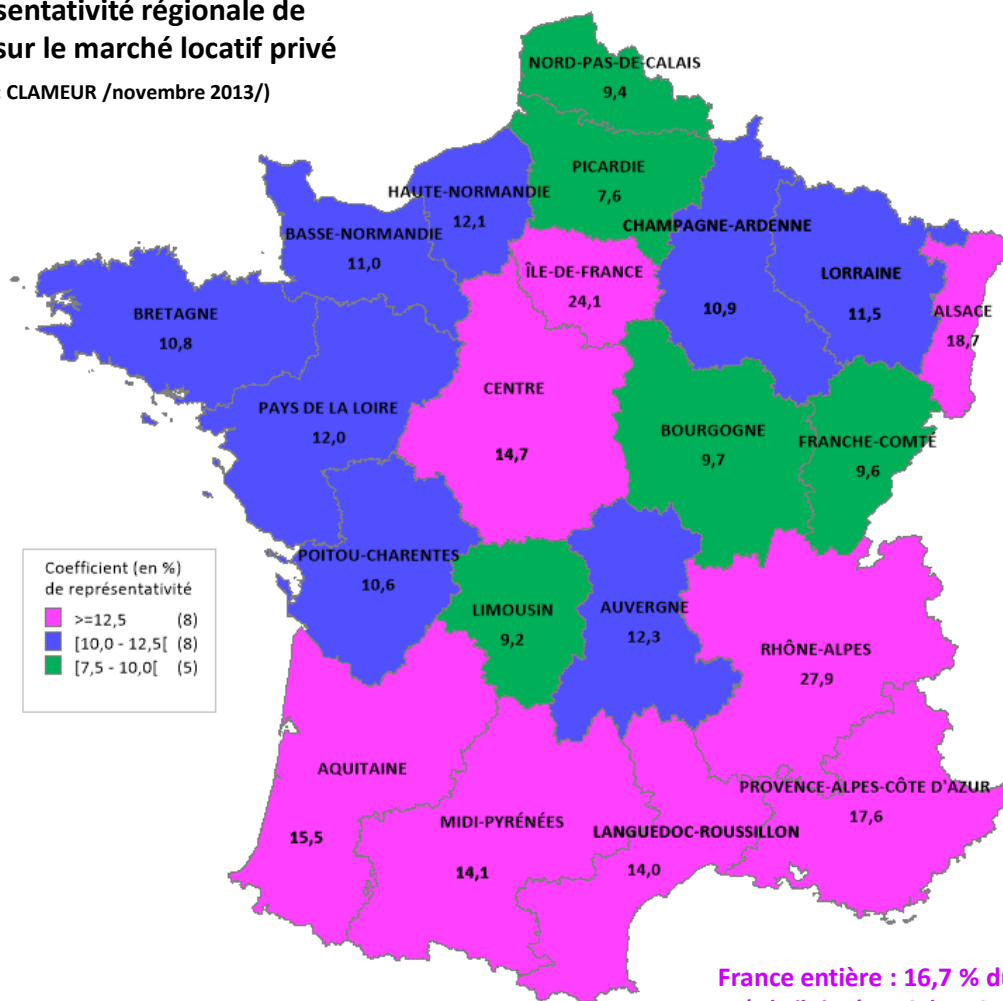 sentativité régionale de
sur le marché locatif privé
: CLAMEUR /novembre 2013/)
NORD-PAS-DE-CALAIS
9,4
PICARDIE
7,6
HAUTE-NORMANDIE
12,1
CHAMPAGNE-ARDENNE
10,9
BASSE-NORMANDIE
11,0
ÎLE-DE-FRANCE
24,1
LORRAINE
11,5
ALSACE
18,7
BRETAGNE
10,8
CENTRE
14,7
PAYS DE LA LOIRE
12,0
BOURGOGNE
9,7
FRANCHE-COMTÉ
9,6
POITOU-CHARENTES
10,6
LIMOUSIN
9,2
AUVERGNE
12,3
RHÔNE-ALPES
27,9
Coefficient (en %)
de représentativité
>=12,5 (8)
[10,0 - 12,5[ (8)
[7,5 - 10,0[ (5)
AQUITAINE
15,5
MIDI-PYRÉNÉES
14,1
LANGUEDOC-ROUSSILLON
14,0
PROVENCE-ALPES-CÔTE D'AZUR
17,6
France entière : 16,7 % du